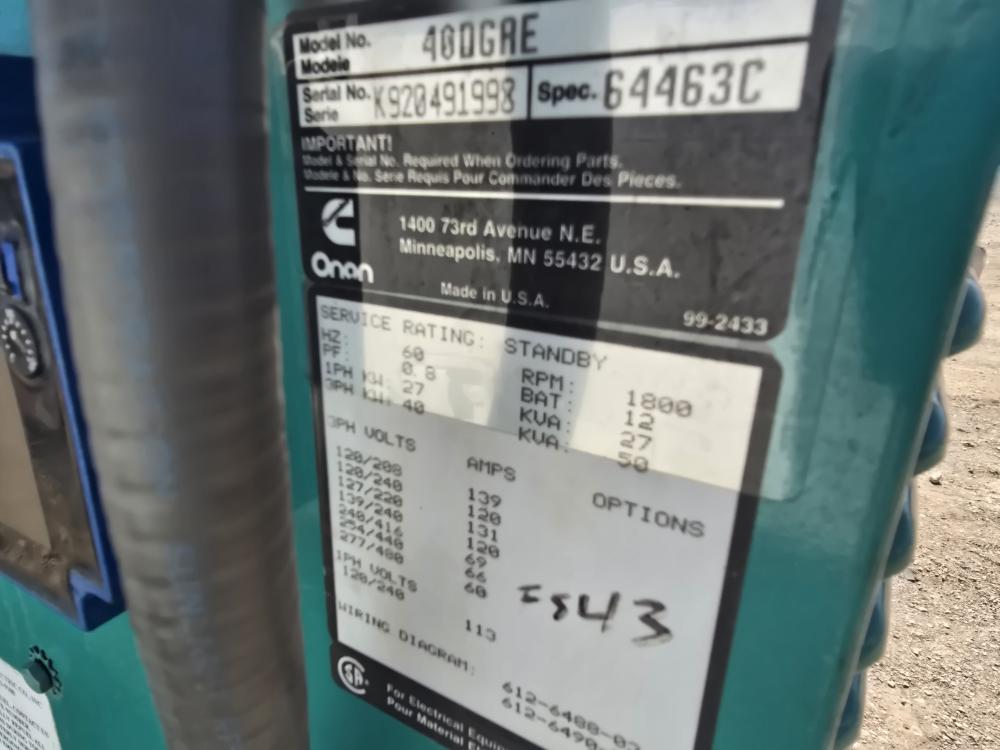 Model No. 40DGAE
Modele
Serial No. K920491998 Spec. 64463C
Serie
IMPORTANT!
Model & Serial No. Required When Ordering Parts.
Modele & No. Serie Requis Pour Commander Des Pieces.
1400 73rd Avenue N.E.
Minneapolis, MN 55432 U.S.A.
Onan
Made in U.S.A.
99-2433
SERVICE RATING: STANDBY
HZ: 60 RPM: 1800
PF: 0.8 BAT: 12
1PH KW: 27 KVA: 27
3PH KW: 40 KVA: 50
3PH VOLTS AMPS OPTIONS
120/208 139
120/240 120
127/220 131
139/240 120
240/416 69
254/440 66
277/480 60
1PH VOLTS
120/240 113
IS43
WIRING DIAGRAM: 612-6488-02
612-6490-
For Electrical Equip
Pour Material El